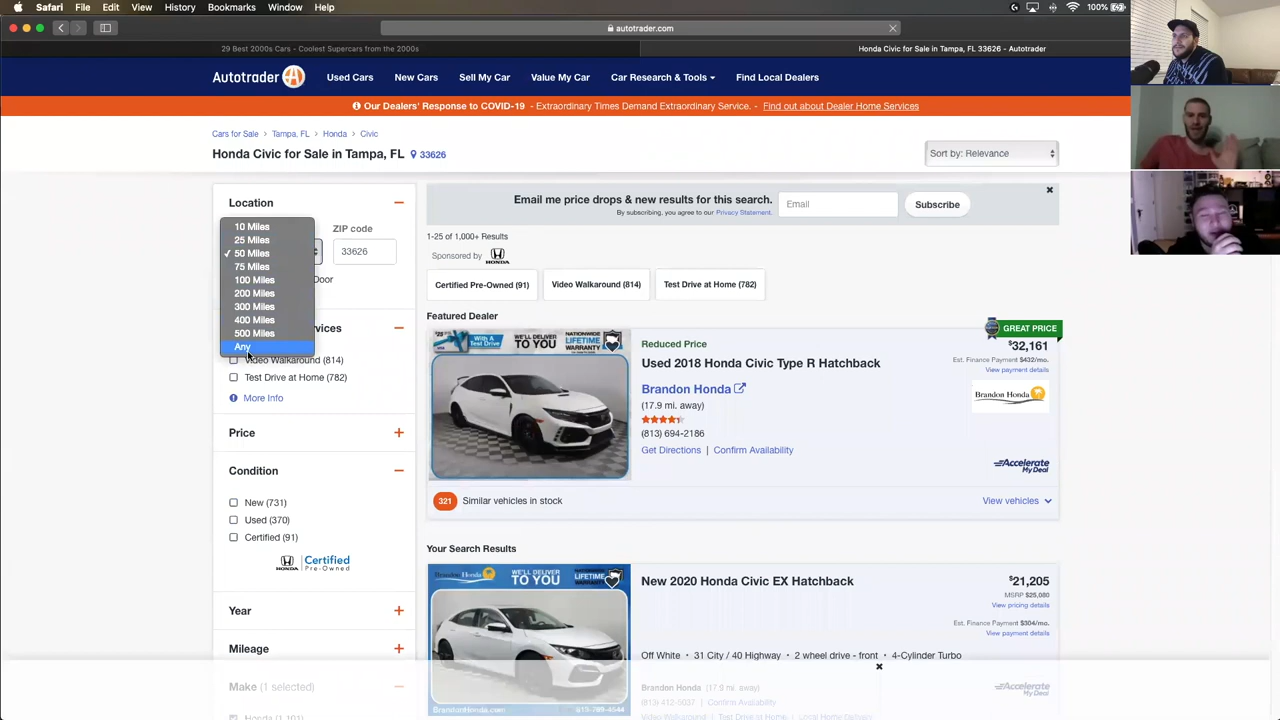 Safari File Edit View History Bookmarks Window Help
100%
autotrader.com
29 Best 2000s Cars - Coolest Supercars from the 2000s
Honda Civic for Sale in Tampa, FL 33626 - Autotrader
Autotrader
Used Cars New Cars Sell My Car Value My Car Car Research & Tools Find Local Dealers
Our Dealers' Response to COVID-19 - Extraordinary Times Demand Extraordinary Service. - Find out about Dealer Home Services
Cars for Sale > Tampa, FL > Honda > Civic
Honda Civic for Sale in Tampa, FL 33626
Sort by: Relevance
Location
ZIP code
33626
10 Miles
25 Miles
✓ 50 Miles
75 Miles
100 Miles
200 Miles
300 Miles
400 Miles
500 Miles
Any
Door
vices
Video Walkaround (814)
Test Drive at Home (782)
More Info
Price
Condition
New (731)
Used (370)
Certified (91)
HONDA Certified
Pre-Owned
Year
Mileage
Make (1 selected)
Honda (1,101)
Email me price drops & new results for this search.
By subscribing, you agree to our Privacy Statement.
Email
Subscribe
1-25 of 1,000+ Results
Sponsored by HONDA
Certified Pre-Owned (91)
Video Walkaround (814)
Test Drive at Home (782)
Featured Dealer
With A
Test Drive
WE'LL DELIVER
TO YOU
NATIONWIDE
LIFETIME
WARRANTY
Reduced Price
Used 2018 Honda Civic Type R Hatchback
Brandon Honda
(17.9 mi. away)
(813) 694-2186
Get Directions | Confirm Availability
GREAT PRICE
$32,161
Est. Finance Payment $432/mo.
View payment details
Brandon Honda
Accelerate
My Deal
321 Similar vehicles in stock
View vehicles
Your Search Results
Brandon Honda
WE'LL DELIVER
TO YOU
LIFETIME
WARRANTY
BrandonHonda.com
New 2020 Honda Civic EX Hatchback
$21,205
MSRP $25,080
View pricing details
Est. Finance Payment $304/mo.
View payment details
Off White • 31 City / 40 Highway • 2 wheel drive - front • 4-Cylinder Turbo
Brandon Honda (17.9 mi. away)
(813) 412-5037 | Confirm Availability
Video Walkaround | Test Drive at Home
Accelerate
My Deal